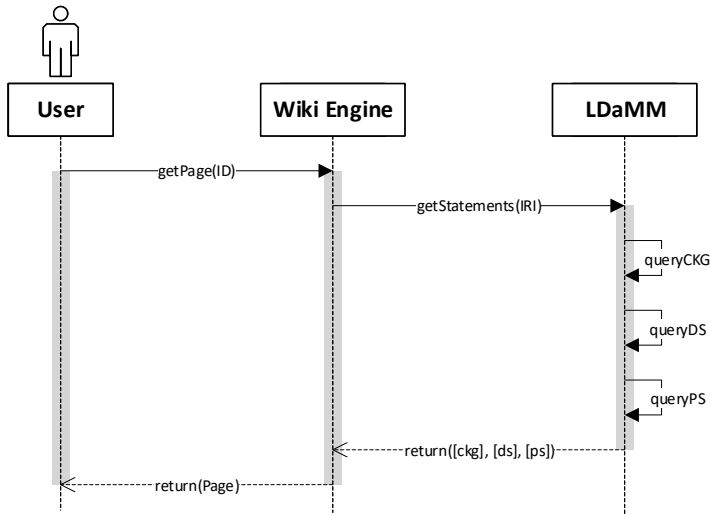 User
Wiki Engine
LDaMM
getPage(ID)
getStatements(IRI)
queryCKG
queryDS
queryPS
return([ckg], [ds], [ps])
return(Page)